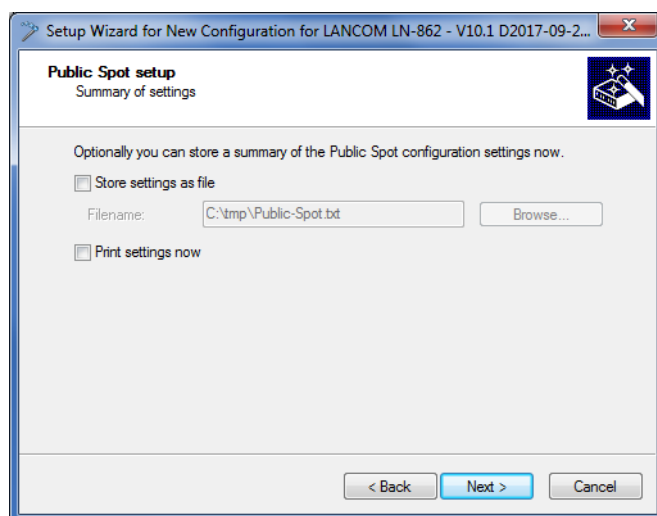 Setup Wizard for New Configuration for LANCOM LN-862 - V10.1 D2017-09-2...
Public Spot setup
Summary of settings
Optionally you can store a summary of the Public Spot configuration settings now.
Store settings as file
Filename: C:\tmp\Public-Spot.txt Browse...
Print settings now
< Back Next > Cancel